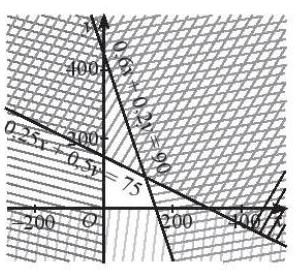 y
0.6x + 0.2y = 90
400
200
0.25x + 0.5y = 75
-200
O
200
400
x